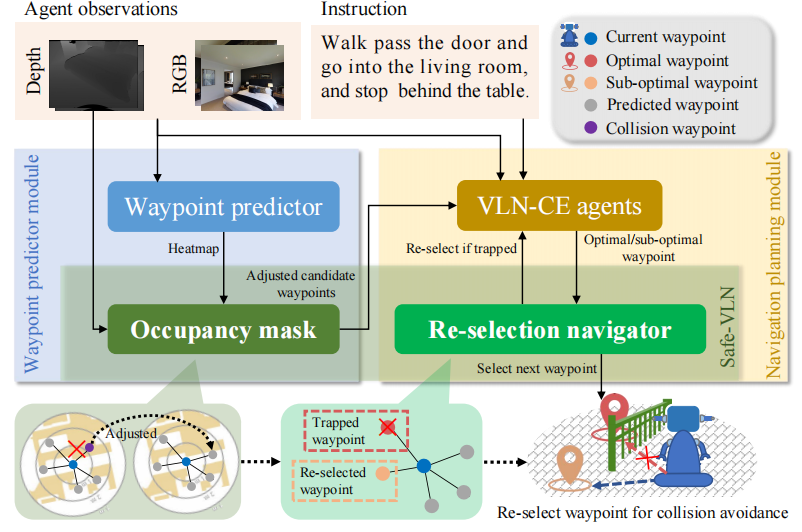 Agent observations
Instruction
Depth
RGB
Walk pass the door and
go into the living room,
and stop behind the table.
Current waypoint
Optimal waypoint
Sub-optimal waypoint
Predicted waypoint
Collision waypoint
Waypoint predictor module
Waypoint predictor
VLN-CE agents
Navigation planning module
Heatmap
Re-select if trapped
Optimal/sub-optimal
waypoint
Adjusted candidate
waypoints
Occupancy mask
Re-selection navigator
Safe-VLN
Select next waypoint
Adjusted
Trapped
waypoint
Re-selected
waypoint
Re-select waypoint for collision avoidance